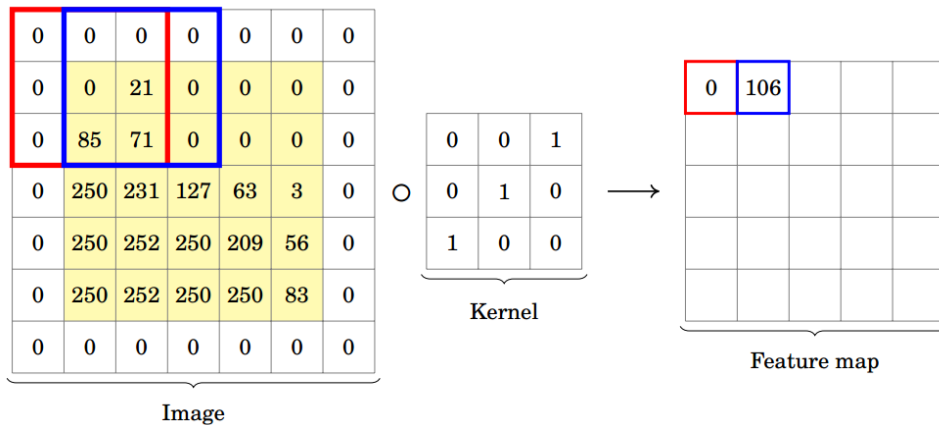 0 0 0 0 0 0 0
0 0 21 0 0 0 0
0 85 71 0 0 0 0
0 250 231 127 63 3 0
0 250 252 250 209 56 0
0 250 252 250 250 83 0
0 0 0 0 0 0 0
Image
0 0 1
0 1 0
1 0 0
Kernel
0 106
Feature map